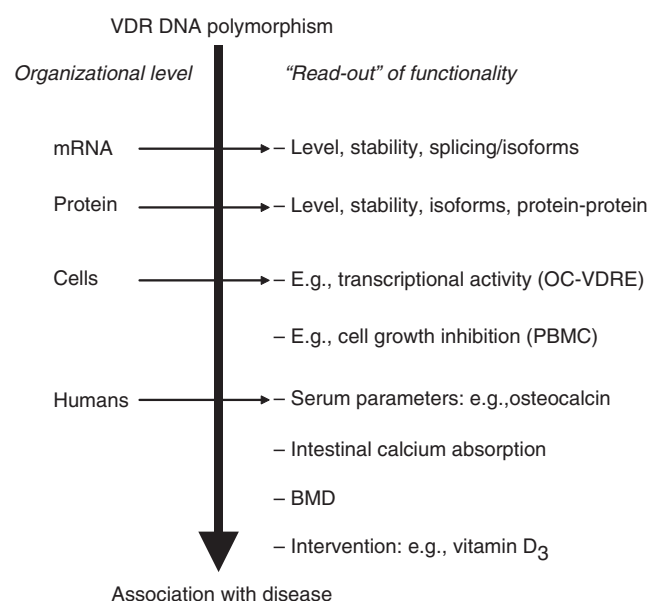 VDR DNA polymorphism
Organizational level “Read-out” of functionality
mRNA – Level, stability, splicing/isoforms
Protein – Level, stability, isoforms, protein-protein
Cells – E.g., transcriptional activity (OC-VDRE)
– E.g., cell growth inhibition (PBMC)
Humans – Serum parameters: e.g.,osteocalcin
– Intestinal calcium absorption
– BMD
– Intervention: e.g., vitamin D3
Association with disease